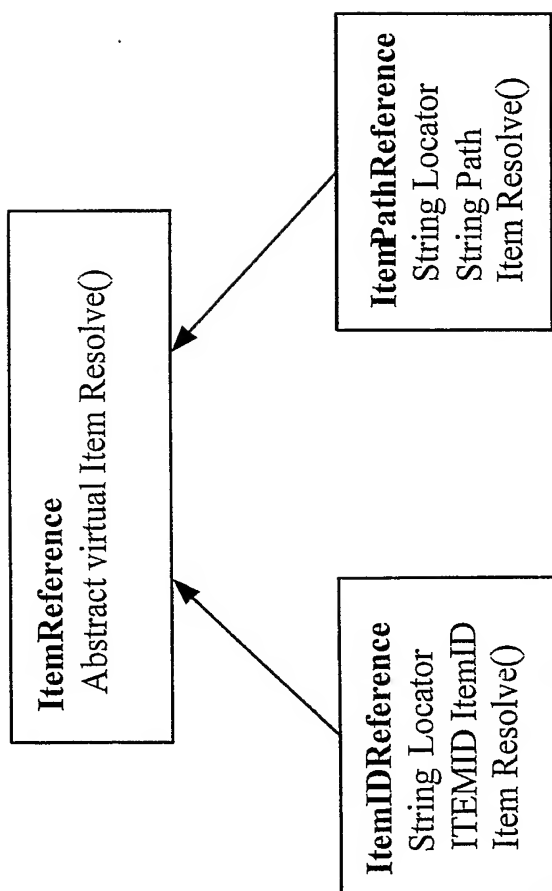 ItemReference
Abstract virtual Item Resolve()
ItemIDReference
String Locator
ITEMID ItemID
Item Resolve()
ItemPathReference
String Locator
String Path
Item Resolve()